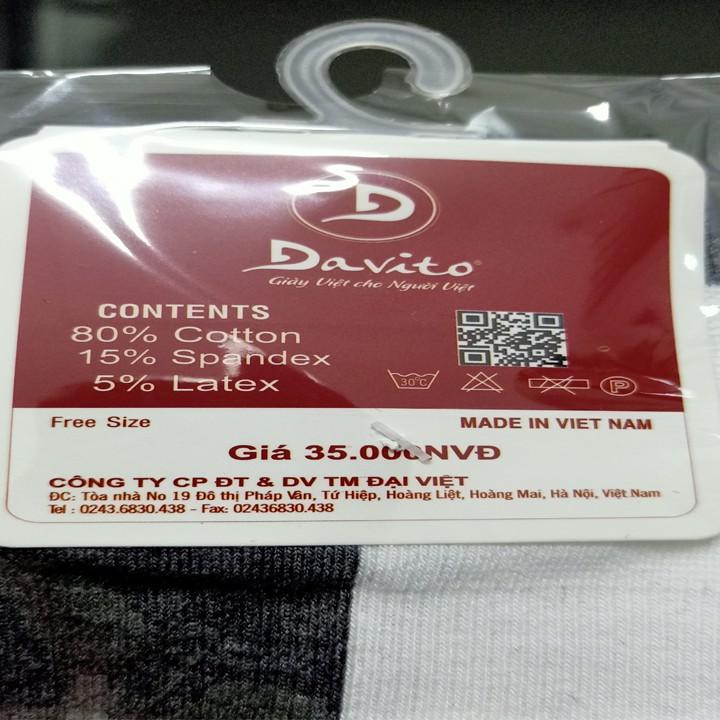 D
Davito
Giày Việt cho Người Việt
CONTENTS
80% Cotton
15% Spandex
5% Latex
30°C
P
Free Size
MADE IN VIET NAM
Giá 35.000NVĐ
CÔNG TY CP ĐT & DV TM ĐẠI VIỆT
ĐC: Tòa nhà No 19 Đô thị Pháp Vân, Tứ Hiệp, Hoàng Liệt, Hoàng Mai, Hà Nội, Việt Nam
Tel : 0243.6830.438 - Fax: 02436830.438